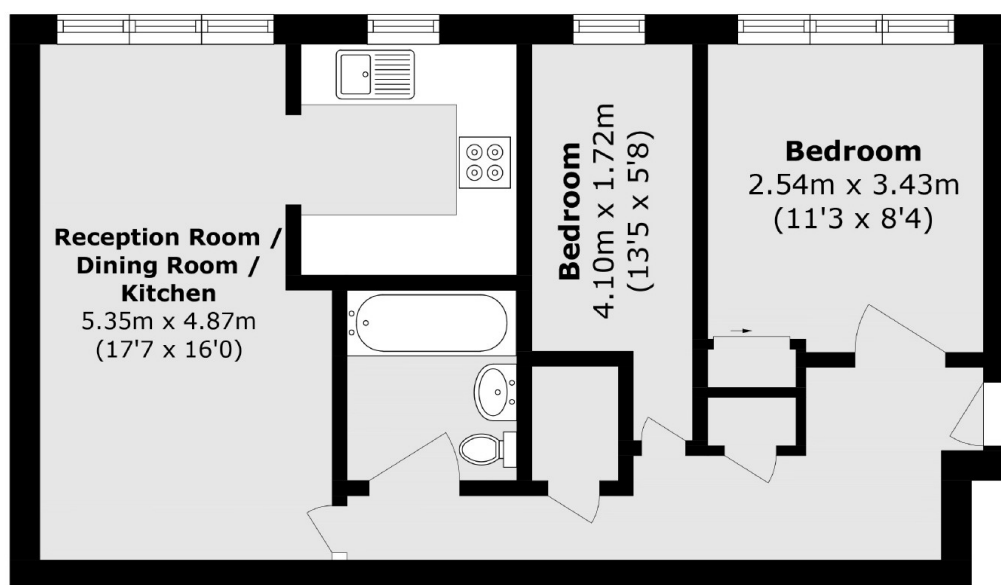 Reception Room /
Dining Room /
Kitchen
5.35m x 4.87m
(17'7 x 16'0)
Bedroom
4.10m x 1.72m
(13'5 x 5'8)
Bedroom
2.54m x 3.43m
(11'3 x 8'4)